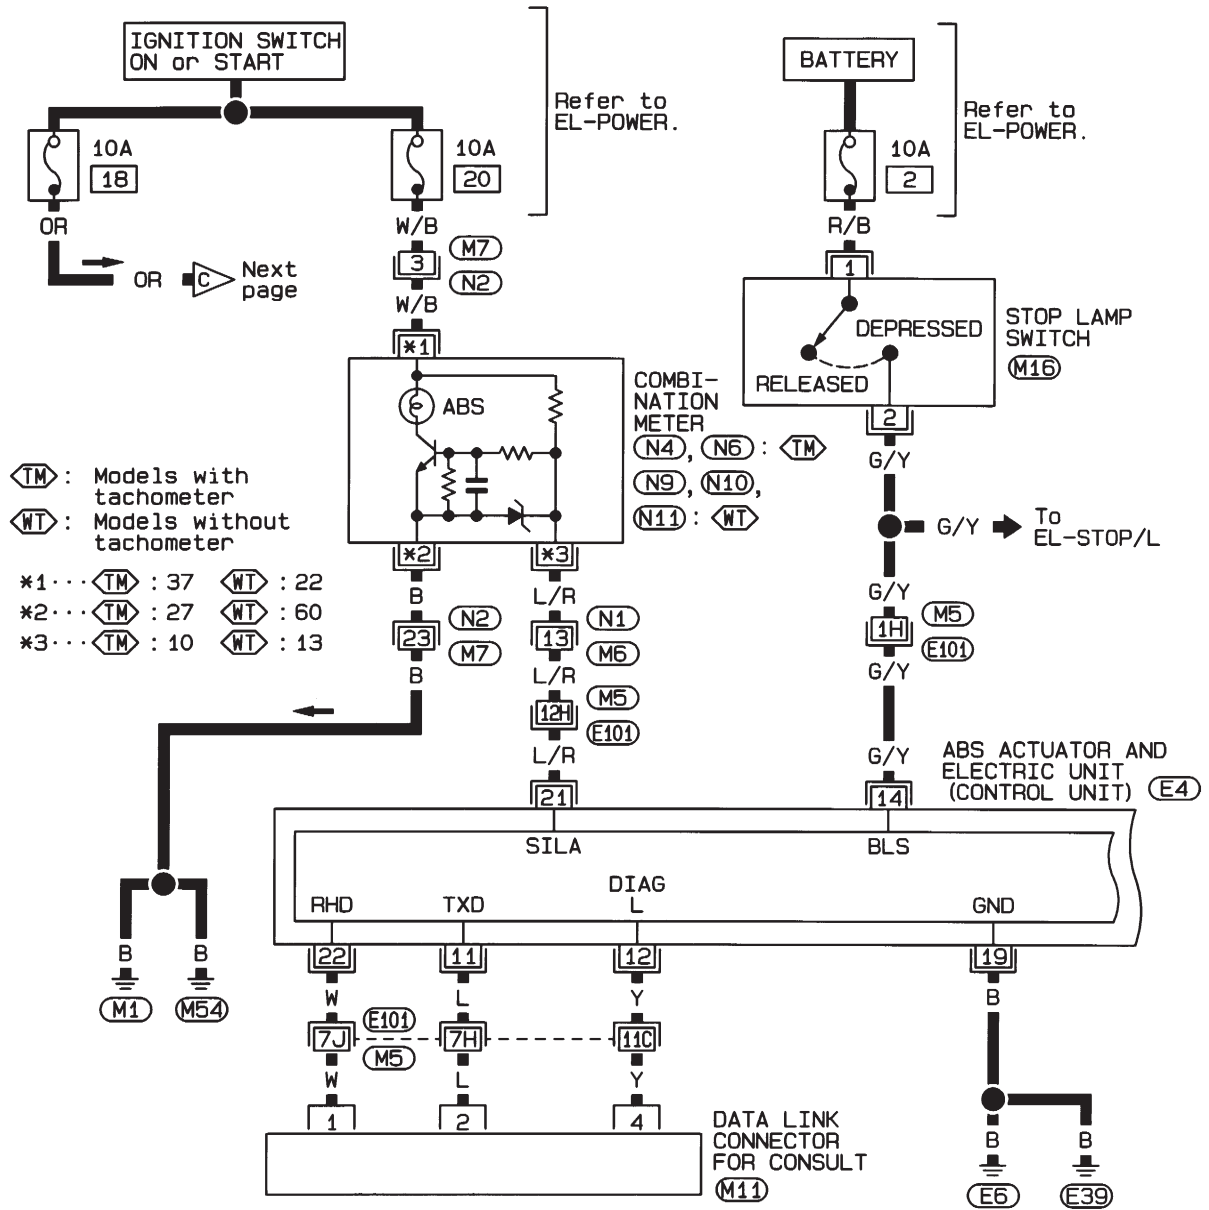 IGNITION SWITCH
ON or START
Refer to
EL-POWER.
BATTERY
Refer to
EL-POWER.
10A
18
10A
20
10A
2
OR
OR
C
Next
page
W/B
3
M7
N2
W/B
*1
R/B
1
DEPRESSED
RELEASED
STOP LAMP
SWITCH
M16
2
ABS
COMBI-
NATION
METER
N4, N6 : TM
N9, N10,
N11 : WT
TM : Models with
tachometer
WT : Models without
tachometer
*1··· TM : 37 WT : 22
*2··· TM : 27 WT : 60
*3··· TM : 10 WT : 13
*2
*3
B
23
N2
M7
B
L/R
13
N1
M6
L/R
12H
M5
E101
L/R
21
G/Y
G/Y
To
EL-STOP/L
G/Y
1H
M5
E101
G/Y
G/Y
14
ABS ACTUATOR AND
ELECTRIC UNIT
(CONTROL UNIT) E4
SILA
BLS
RHD
TXD
DIAG
L
GND
22
11
12
19
B
B
M1
M54
W
L
Y
B
7J
E101
M5
7H
11C
W
L
Y
1
2
4
DATA LINK
CONNECTOR
FOR CONSULT
M11
B
B
E6
E39